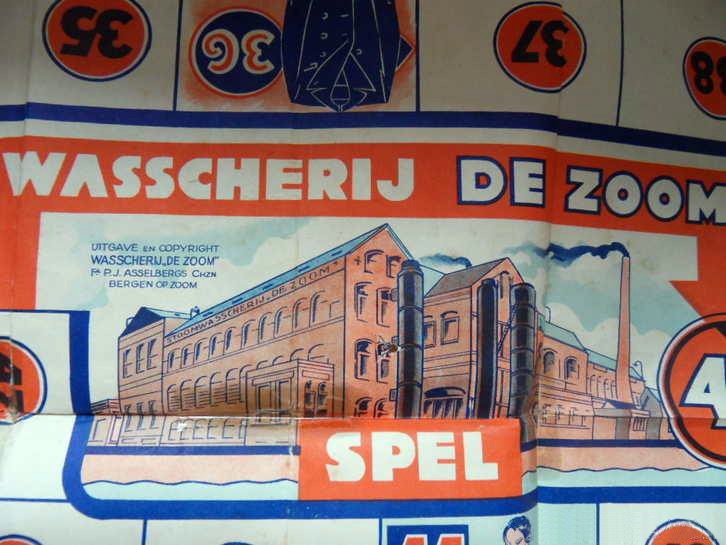 35
36
37
38
WASSCHERIJ DE ZOOM
UITGAVE EN COPYRIGHT
WASSCHERIJ „DE ZOOM"
FA P.J. ASSELBERGS CHZN
BERGEN OP ZOOM
STOOMWASSCHERIJ „DE ZOOM"
SPEL